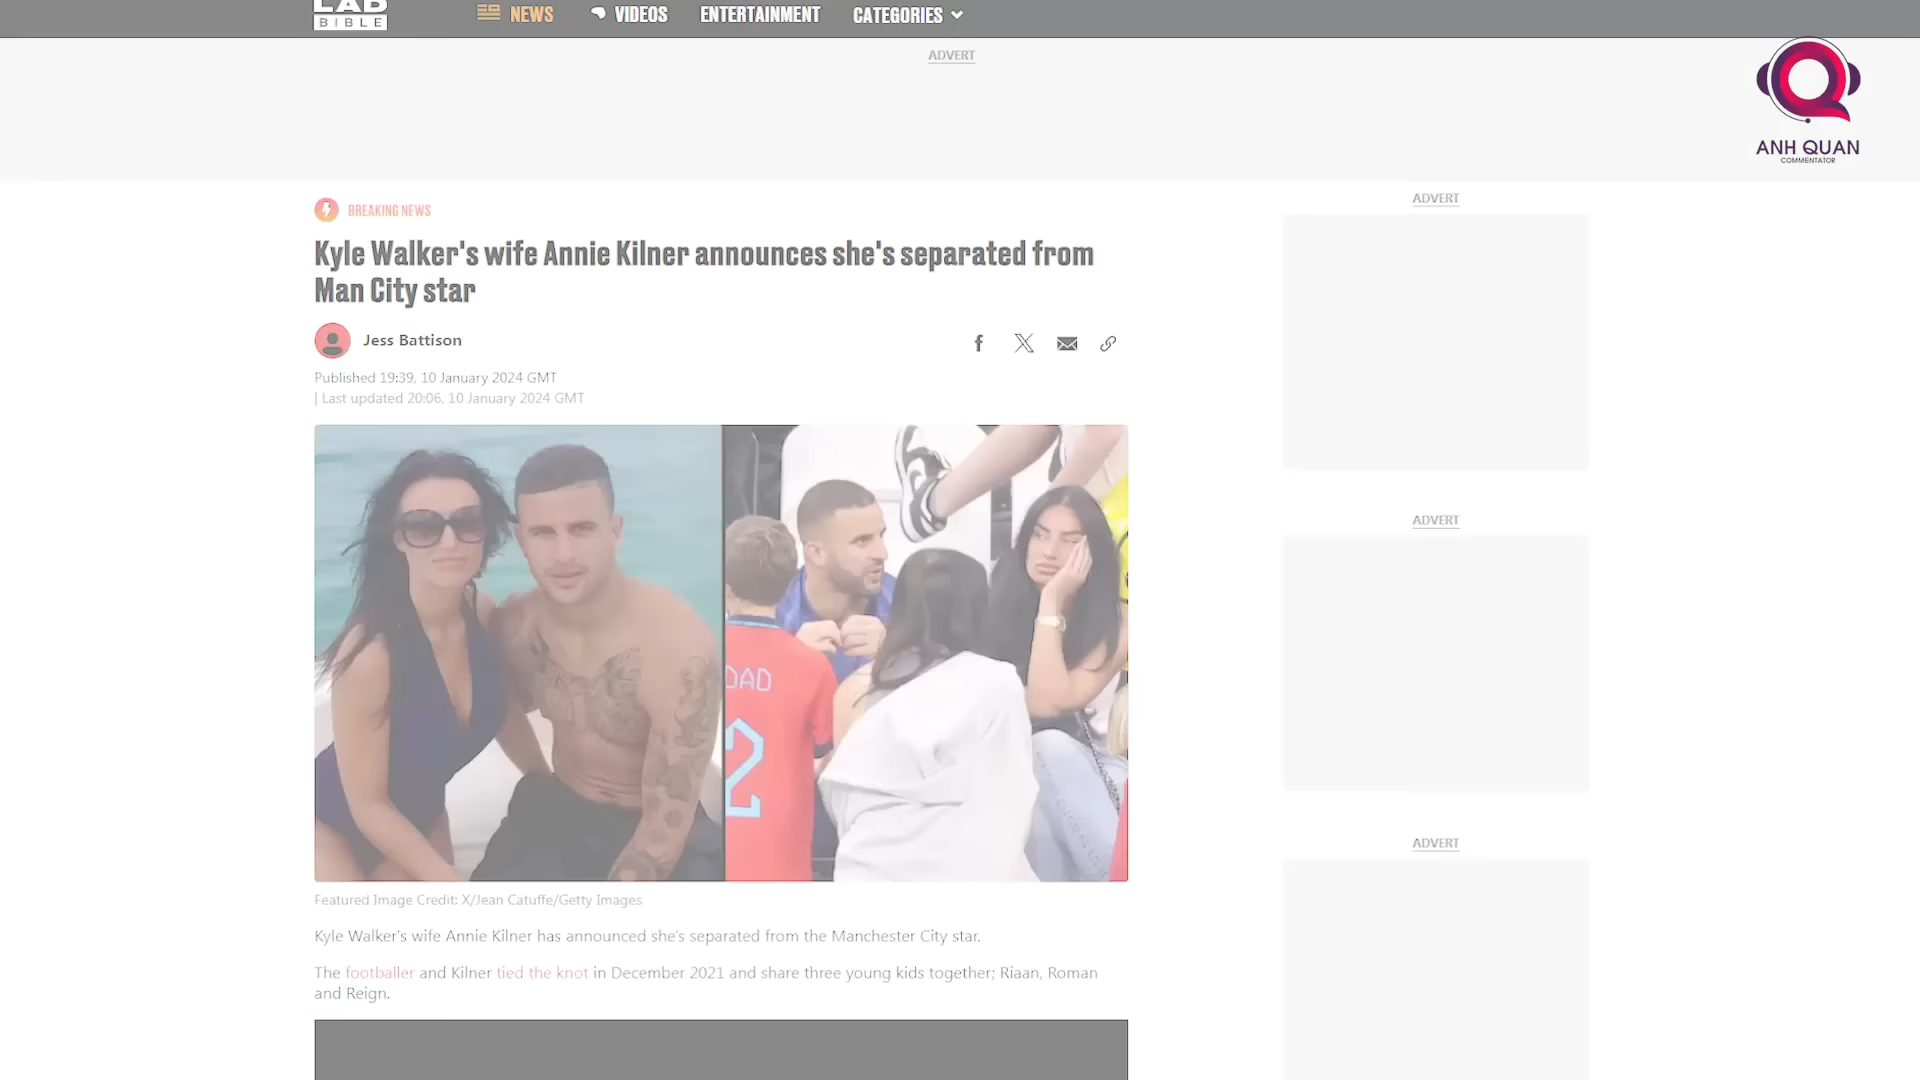 LAD
BIBLE
NEWS
VIDEOS
ENTERTAINMENT
CATEGORIES
ADVERT
ANH QUAN
COMMENTATOR
BREAKING NEWS
Kyle Walker's wife Annie Kilner announces she's separated from
Man City star
Jess Battison
Published 19:39, 10 January 2024 GMT
| Last updated 20:06, 10 January 2024 GMT
DAD
2
Featured Image Credit: X/Jean Catuffe/Getty Images
Kyle Walker's wife Annie Kilner has announced she's separated from the Manchester City star.
The footballer and Kilner tied the knot in December 2021 and share three young kids together; Riaan, Roman
and Reign.
ADVERT
ADVERT
ADVERT